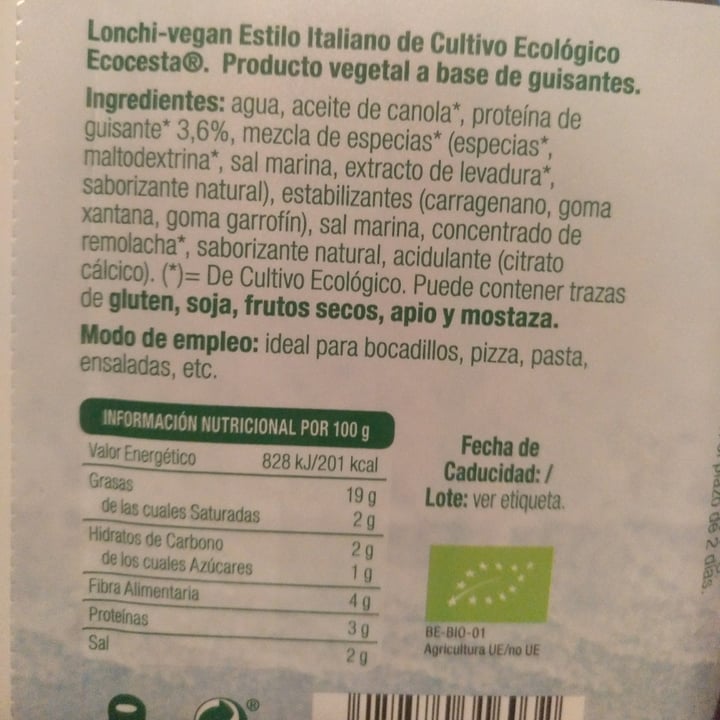 Lonchi-vegan Estilo Italiano de Cultivo Ecológico
Ecocesta®. Producto vegetal a base de guisantes.
Ingredientes: agua, aceite de canola*, proteína de
guisante* 3,6%, mezcla de especias* (especias*,
maltodextrina*, sal marina, extracto de levadura*,
saborizante natural), estabilizantes (carragenano, goma
xantana, goma garrofín), sal marina, concentrado de
remolacha*, saborizante natural, acidulante (citrato
cálcico). (*)= De Cultivo Ecológico. Puede contener trazas
de gluten, soja, frutos secos, apio y mostaza.
Modo de empleo: ideal para bocadillos, pizza, pasta,
ensaladas, etc.
INFORMACIÓN NUTRICIONAL POR 100 g
Valor Energético 828 kJ/201 kcal
Grasas 19 g
de las cuales Saturadas 2 g
Hidratos de Carbono 2 g
de los cuales Azúcares 1 g
Fibra Alimentaria 4 g
Proteínas 3 g
Sal 2 g
Fecha de
Caducidad: /
Lote: ver etiqueta.
BE-BIO-01
Agricultura UE/no UE
®
plazo de 2 días.